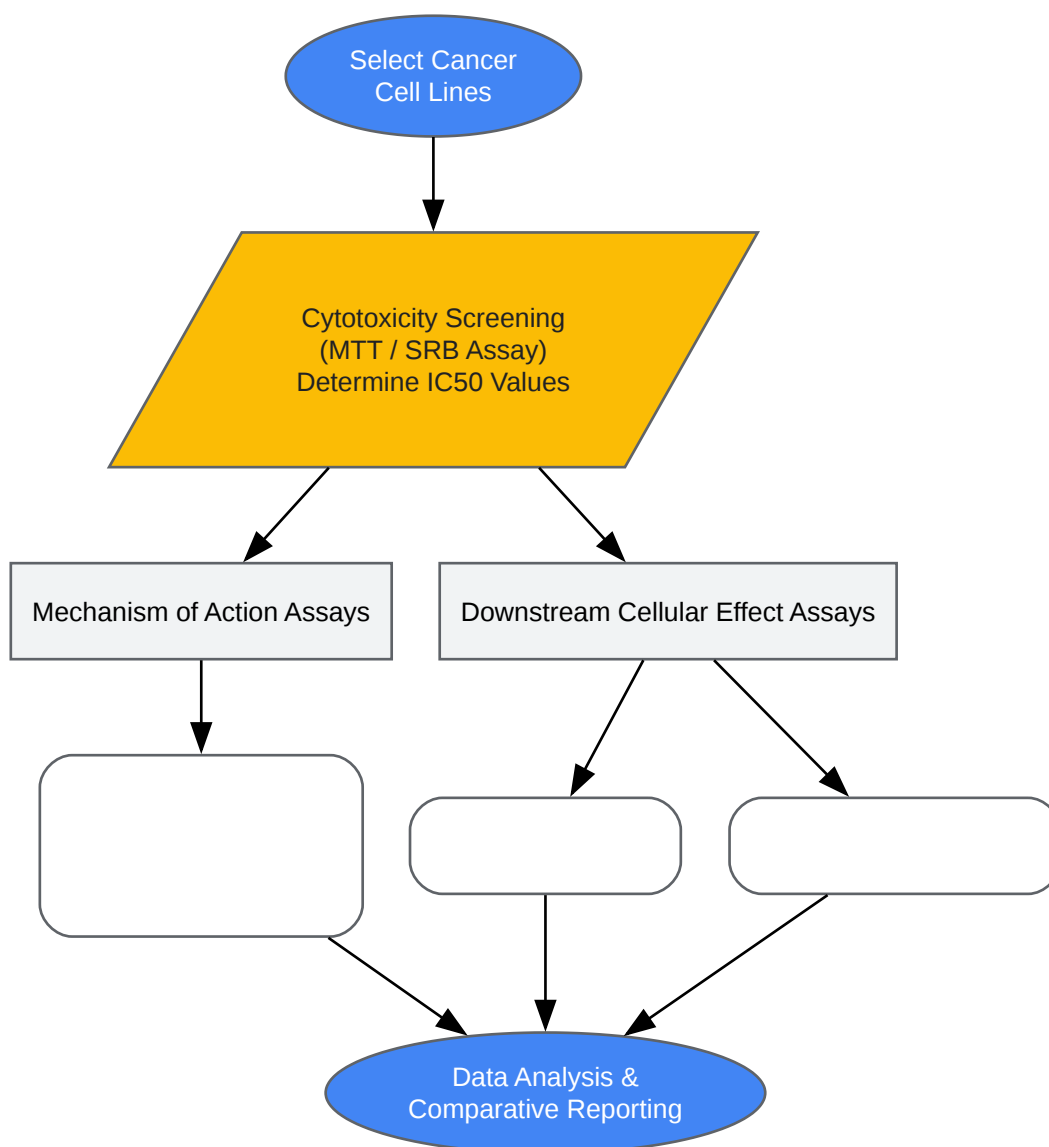 Select Cancer
Cell Lines
Cytotoxicity Screening
(MTT / SRB Assay)
Determine IC50 Values
Mechanism of Action Assays
Downstream Cellular Effect Assays
Data Analysis &
Comparative Reporting